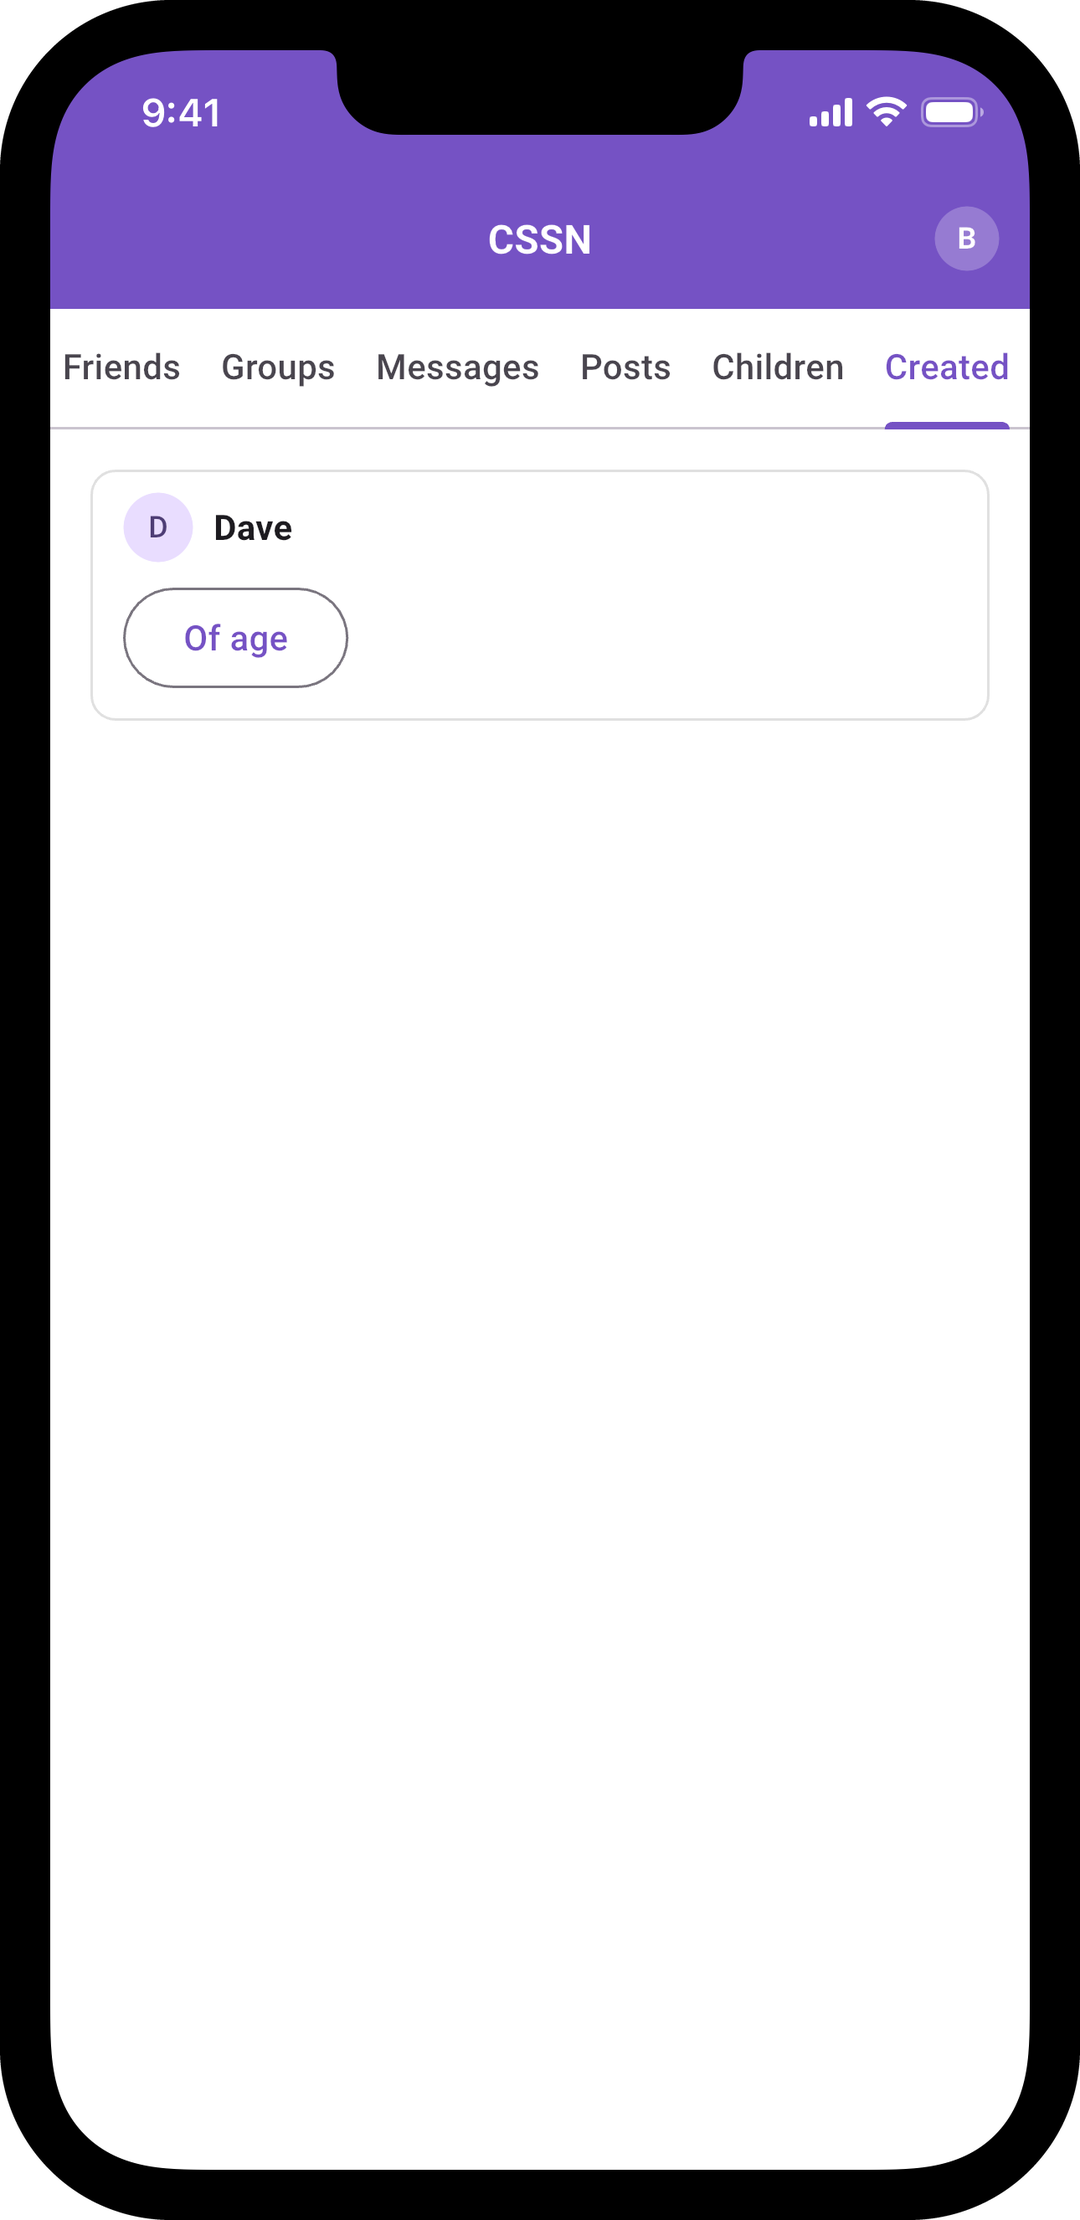 9:41
CSSN
B
Friends Groups Messages Posts Children Created
D Dave
Of age